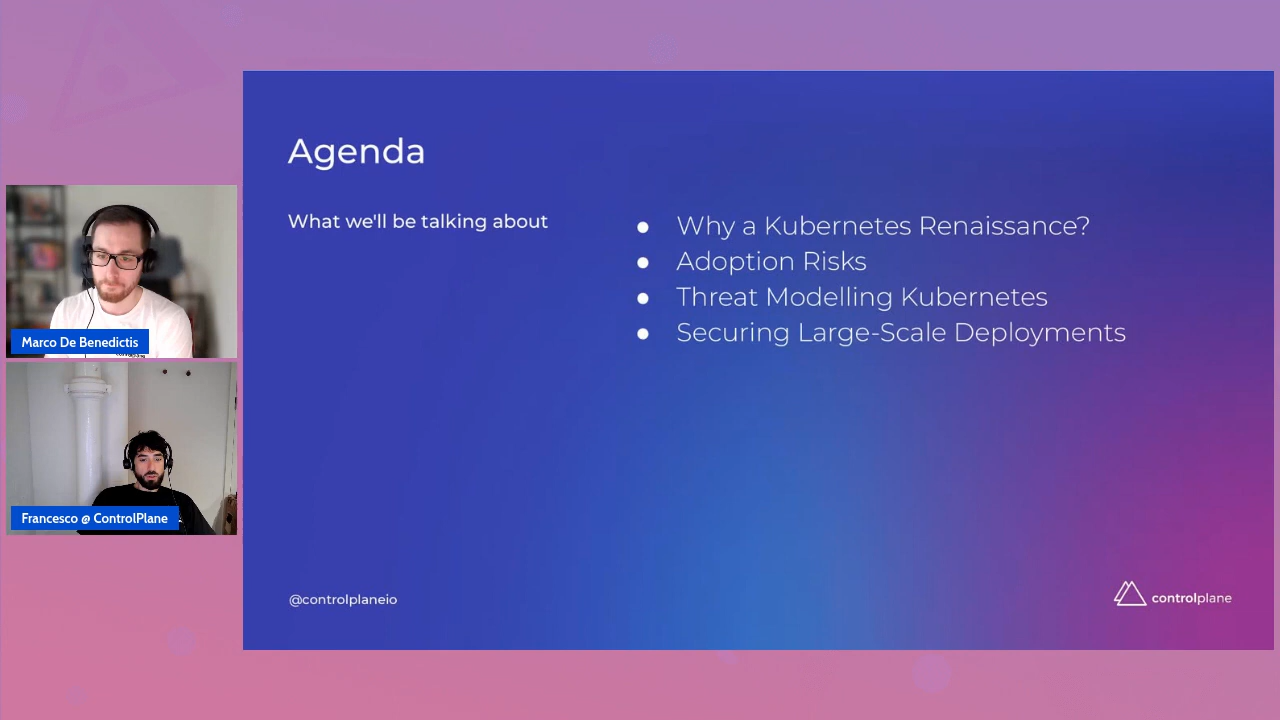 Agenda
What we'll be talking about
● Why a Kubernetes Renaissance?
● Adoption Risks
● Threat Modelling Kubernetes
● Securing Large-Scale Deployments
Marco De Benedictis
Francesco @ ControlPlane
@controlplaneio
controlplane